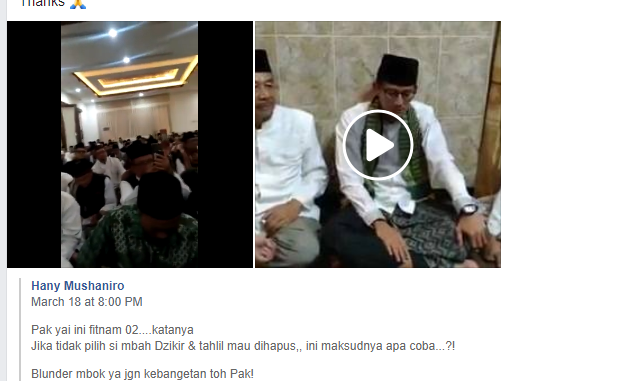 Thanks 🙏
Hany Mushaniro
March 18 at 8:00 PM
Pak yai ini fitnam 02....katanya
Jika tidak pilih si mbah Dzikir & tahlil mau dihapus,, ini maksudnya apa coba...?!
Blunder mbok ya jgn kebangetan toh Pak!